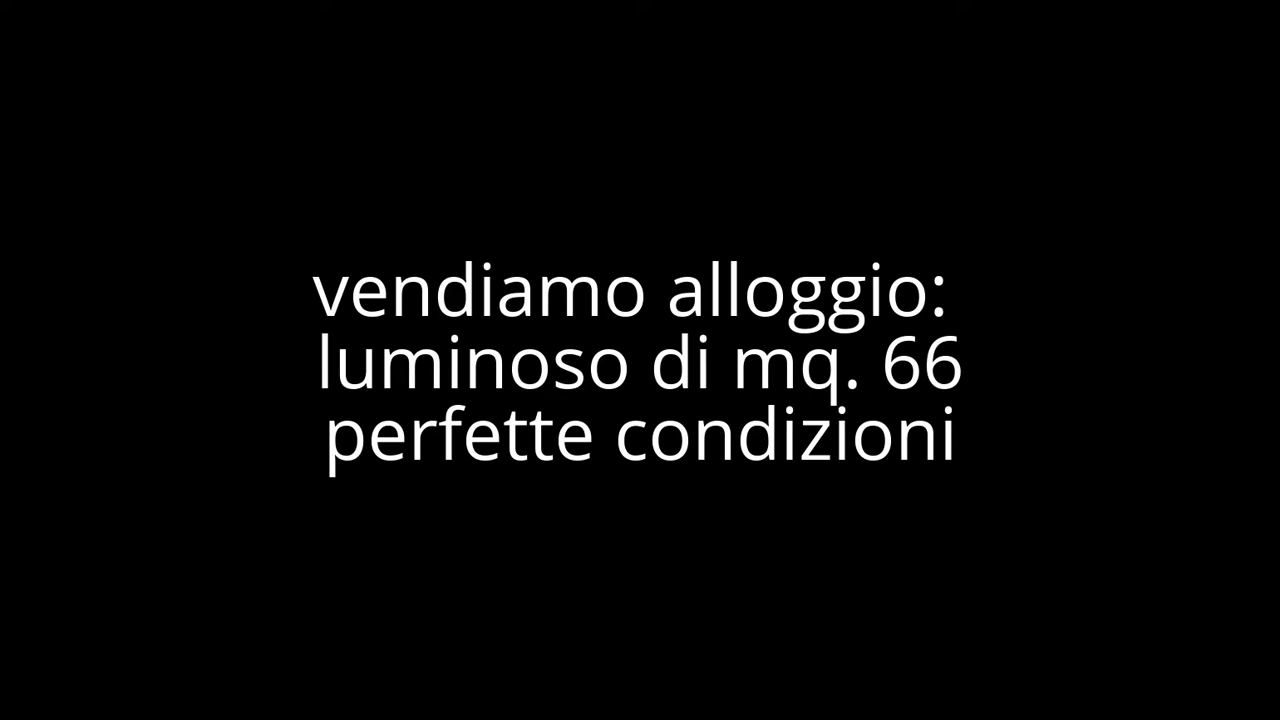 vendiamo alloggio:
luminoso di mq. 66
perfette condizioni